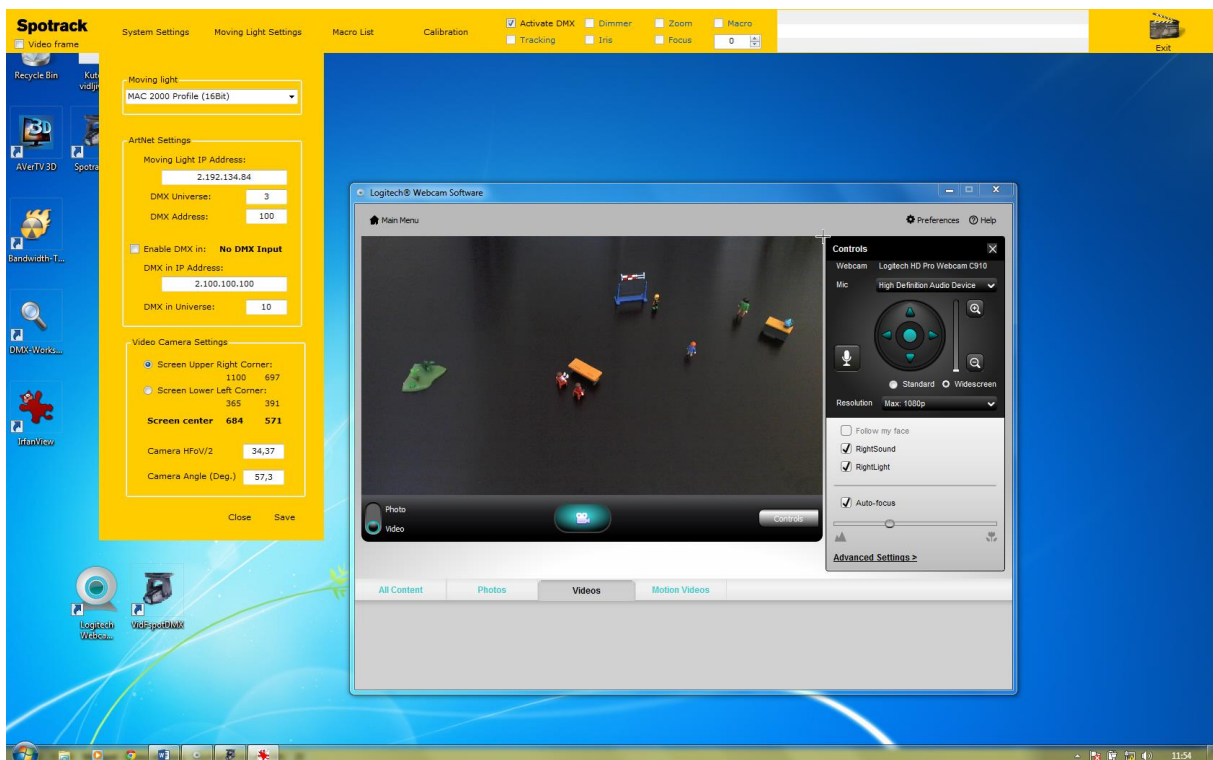 Spotrack
Video frame
System Settings
Moving Light Settings
Macro List
Calibration
Activate DMX
Dimmer
Zoom
Macro
Tracking
Iris
Focus
0
Exit
Recycle Bin
Moving light
MAC 2000 Profile (16Bit)
ArtNet Settings
Moving Light IP Address:
2.192.134.84
DMX Universe: 3
DMX Address: 100
Enable DMX in: No DMX Input
DMX in IP Address:
2.100.100.100
DMX in Universe: 10
Video Camera Settings
Screen Upper Right Corner:
1100 697
Screen Lower Left Corner:
365 391
Screen center 684 571
Camera HFoV/2 34,37
Camera Angle (Deg.) 57,3
Close Save
AVerTV 3D
Spotra
Bandwidth-T...
DMX-Works...
IrfanView
Logitech
Webca...
VidF-spotDMX
Logitech® Webcam Software
Main Menu
Preferences
Help
Controls
Webcam Logitech HD Pro Webcam C910
Mic High Definition Audio Device
Standard Widescreen
Resolution Max: 1080p
Follow my face
RightSound
RightLight
Auto-focus
Advanced Settings >
Photo
Video
Controls
All Content
Photos
Videos
Motion Videos
11:54